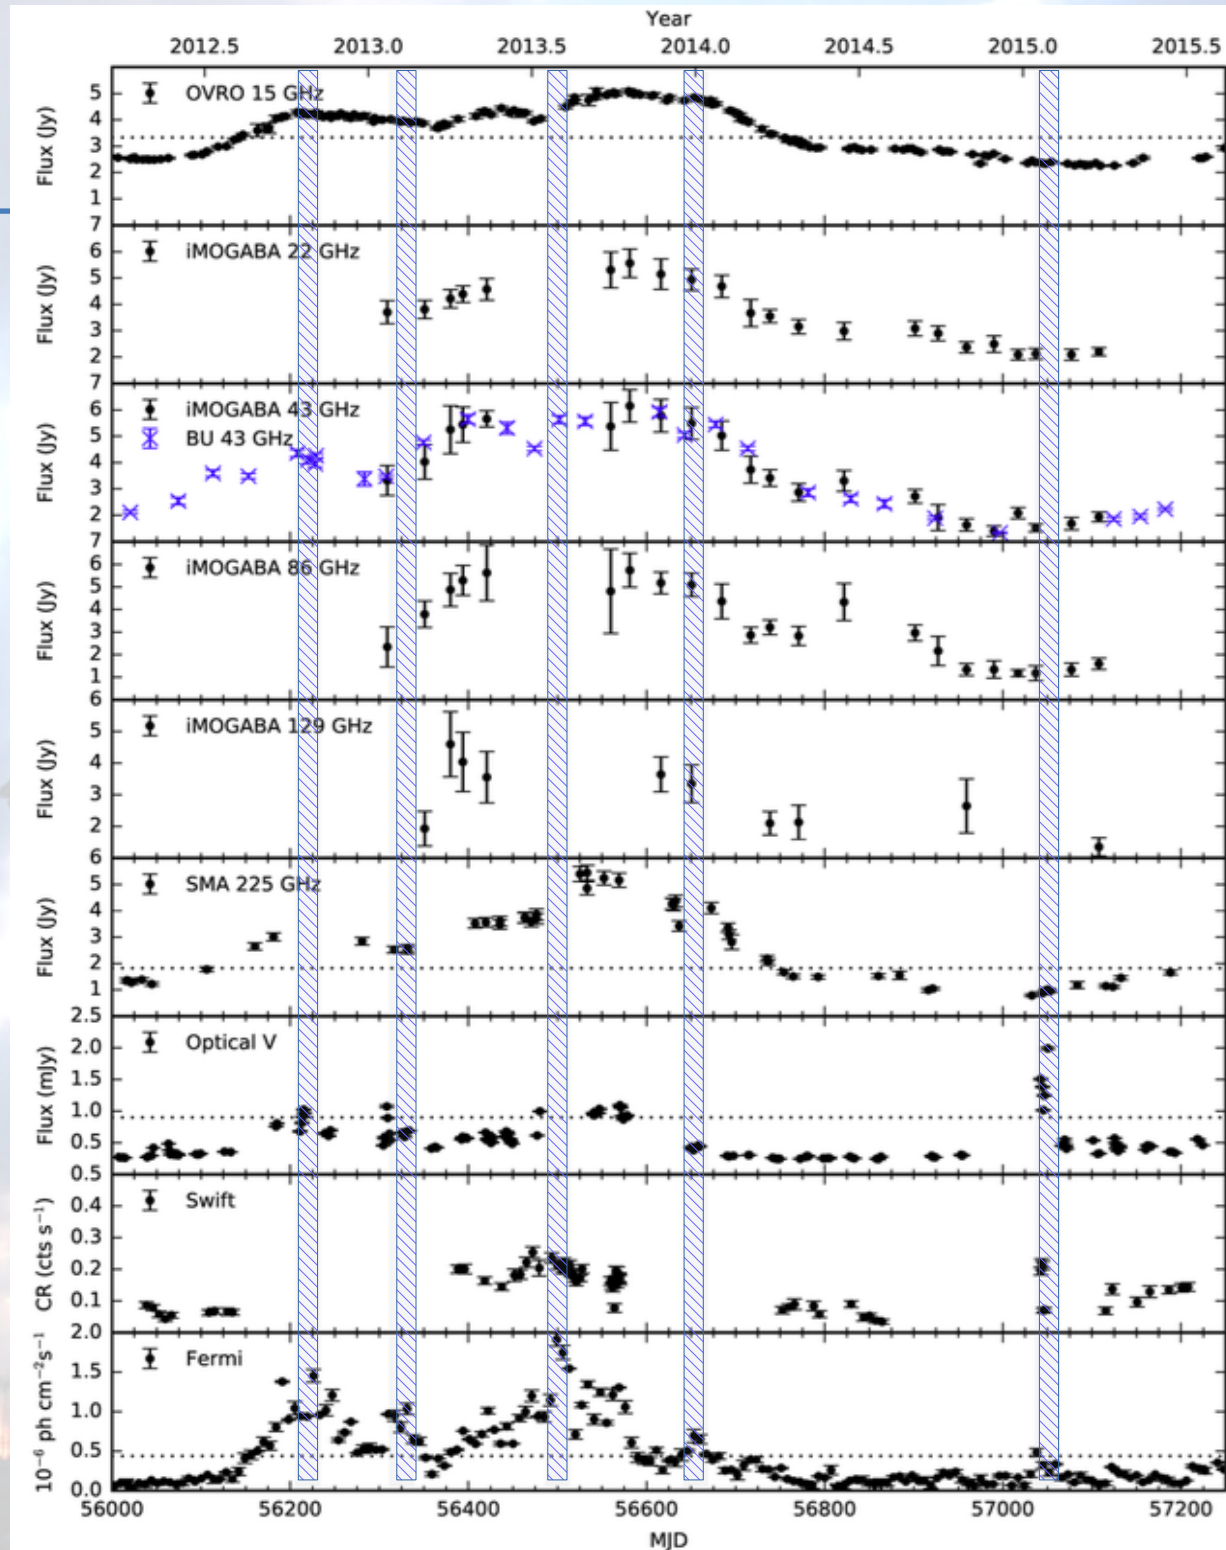 Year
2012.5 2013.0 2013.5 2014.0 2014.5 2015.0 2015.5
OVRO 15 GHz
Flux (Jy)
5
4
3
2
1
7
iMOGABA 22 GHz
Flux (Jy)
6
5
4
3
2
7
iMOGABA 43 GHz
BU 43 GHz
Flux (Jy)
6
5
4
3
2
7
iMOGABA 86 GHz
Flux (Jy)
6
5
4
3
2
1
6
iMOGABA 129 GHz
Flux (Jy)
5
4
3
2
6
SMA 225 GHz
Flux (Jy)
5
4
3
2
1
2.5
Optical V
Flux (mJy)
2.0
1.5
1.0
0.5
0.5
Swift
CR (cts s⁻¹)
0.4
0.3
0.2
0.1
2.0
Fermi
10⁻⁶ ph cm⁻²s⁻¹
1.5
1.0
0.5
0.0
56000 56200 56400 56600 56800 57000 57200
MJD